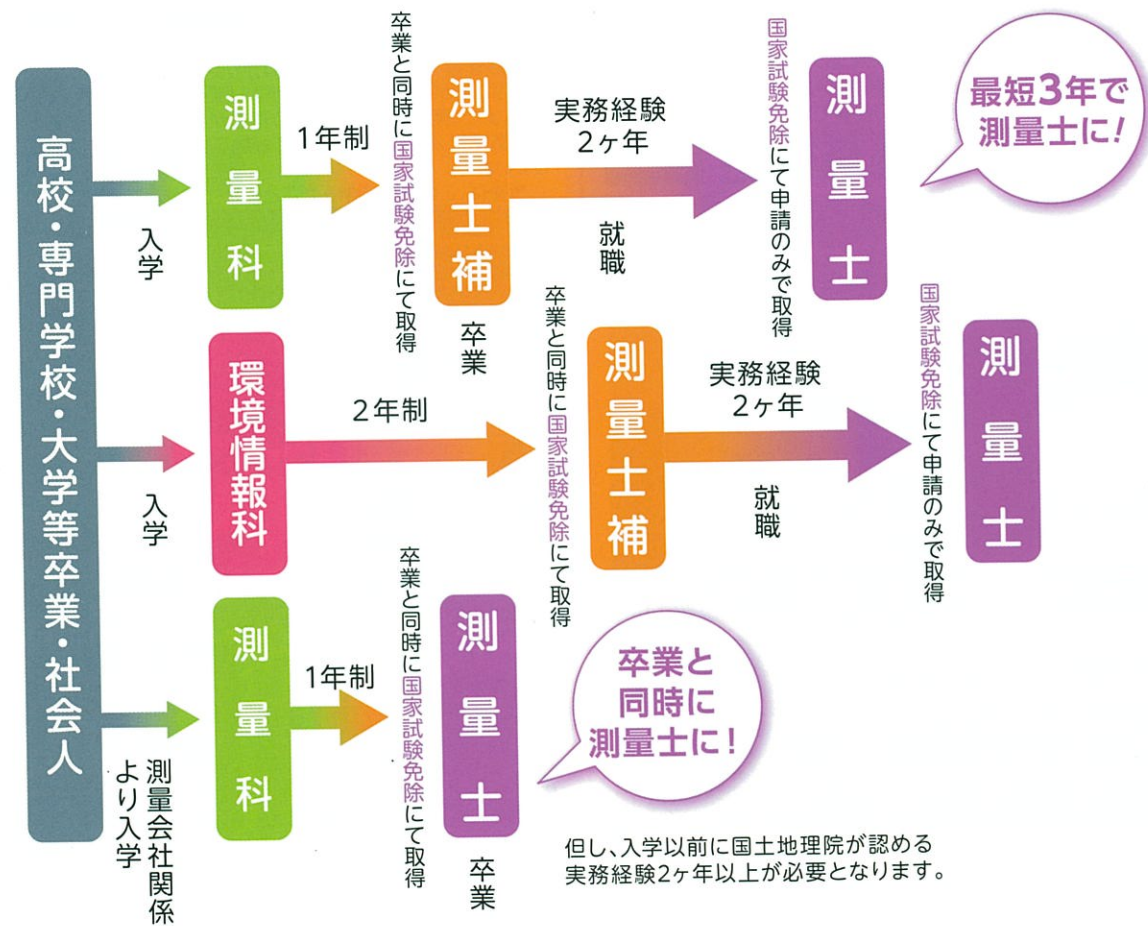 高校・専門学校・大学等卒業・社会人
入学
測量科
1年制
卒業と同時に国家試験免除にて取得
測量士補
卒業
実務経験
2ヶ年
就職
国家試験免除にて申請のみで取得
測量士
最短3年で
測量士に!
入学
環境情報科
2年制
卒業と同時に国家試験免除にて取得
測量士補
実務経験
2ヶ年
就職
国家試験免除にて申請のみで取得
測量士
測量会社関係
より入学
測量科
1年制
卒業と同時に国家試験免除にて取得
測量士
卒業
卒業と
同時に
測量士に!
但し、入学以前に国土地理院が認める
実務経験2ヶ年以上が必要となります。